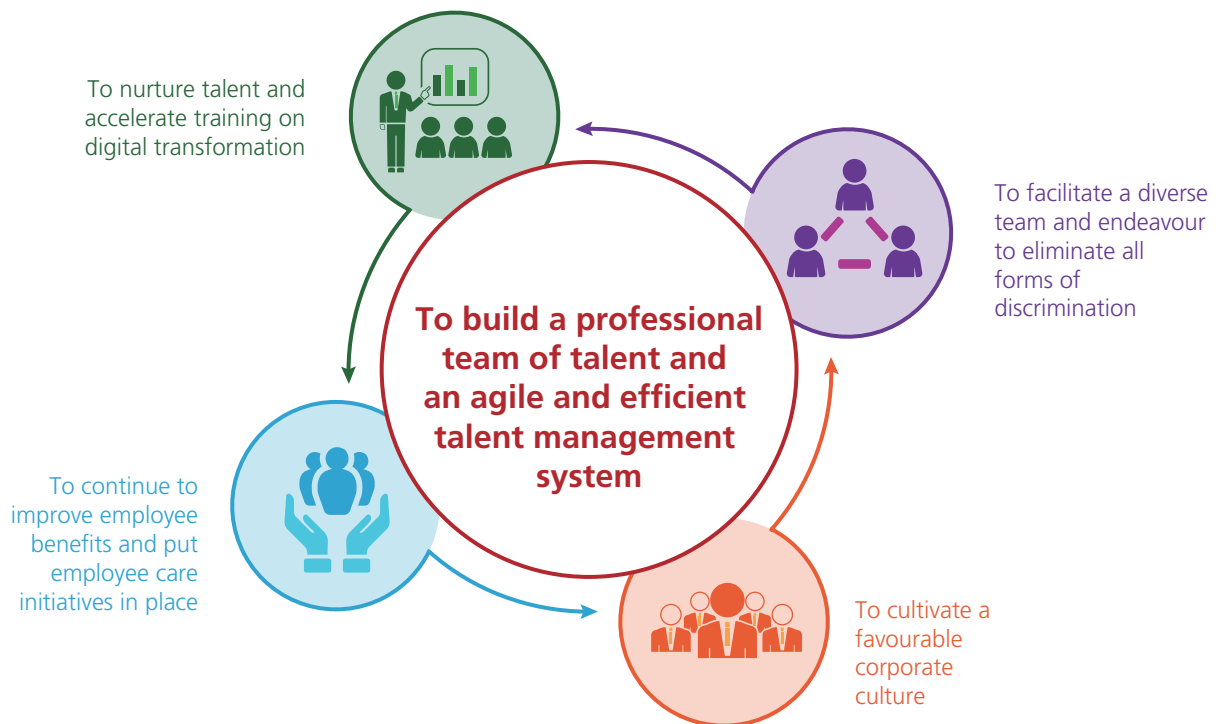 To nurture talent and
accelerate training on
digital transformation
To facilitate a diverse
team and endeavour
to eliminate all
forms of
discrimination
To build a professional
team of talent and
an agile and efficient
talent management
system
To continue to
improve employee
benefits and put
employee care
initiatives in place
To cultivate a
favourable
corporate
culture